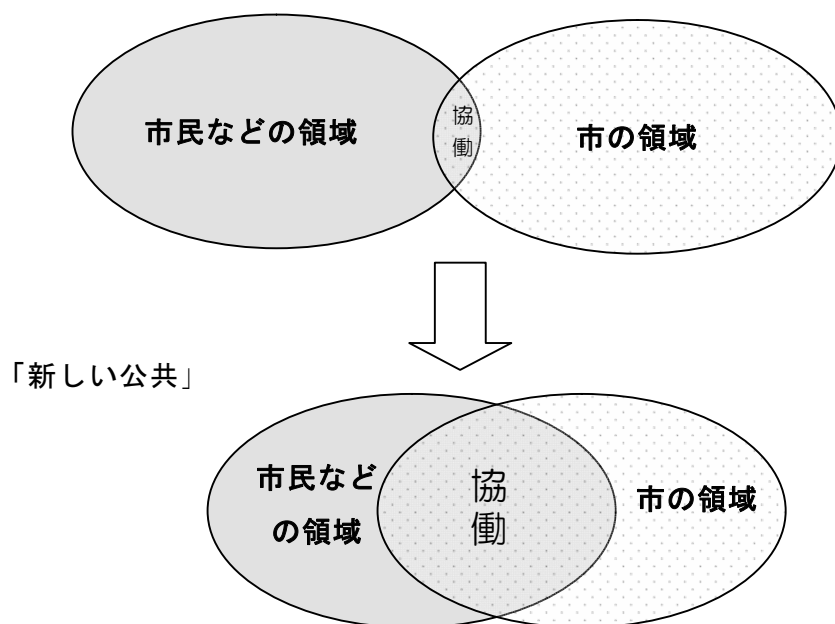 市民などの領域
協
働
市の領域
「新しい公共」
市民など
の領域
協
働
市の領域